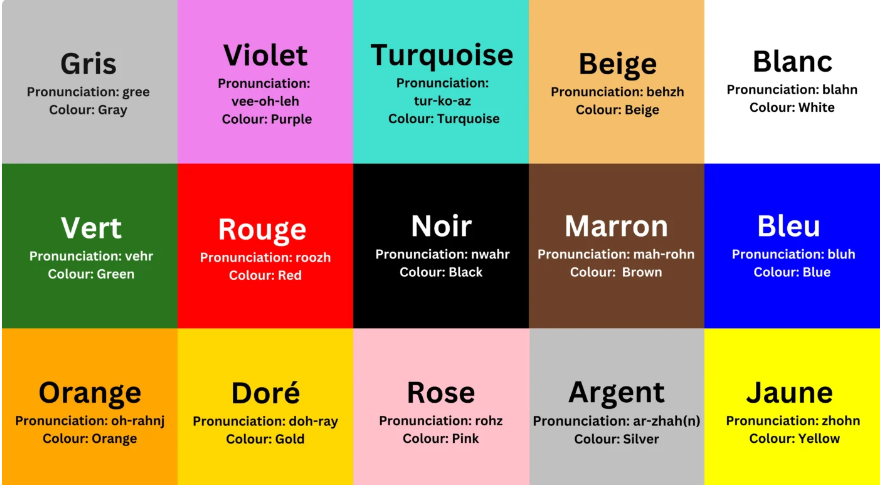 Gris
Pronunciation: gree
Colour: Gray
Violet
Pronunciation:
vee-oh-leh
Colour: Purple
Turquoise
Pronunciation:
tur-ko-az
Colour: Turquoise
Beige
Pronunciation: behzh
Colour: Beige
Blanc
Pronunciation: blahn
Colour: White
Vert
Pronunciation: vehr
Colour: Green
Rouge
Pronunciation: roozh
Colour: Red
Noir
Pronunciation: nwahr
Colour: Black
Marron
Pronunciation: mah-rohn
Colour: Brown
Bleu
Pronunciation: bluh
Colour: Blue
Orange
Pronunciation: oh-rahnj
Colour: Orange
Doré
Pronunciation: doh-ray
Colour: Gold
Rose
Pronunciation: rohz
Colour: Pink
Argent
Pronunciation: ar-zhah(n)
Colour: Silver
Jaune
Pronunciation: zhohn
Colour: Yellow